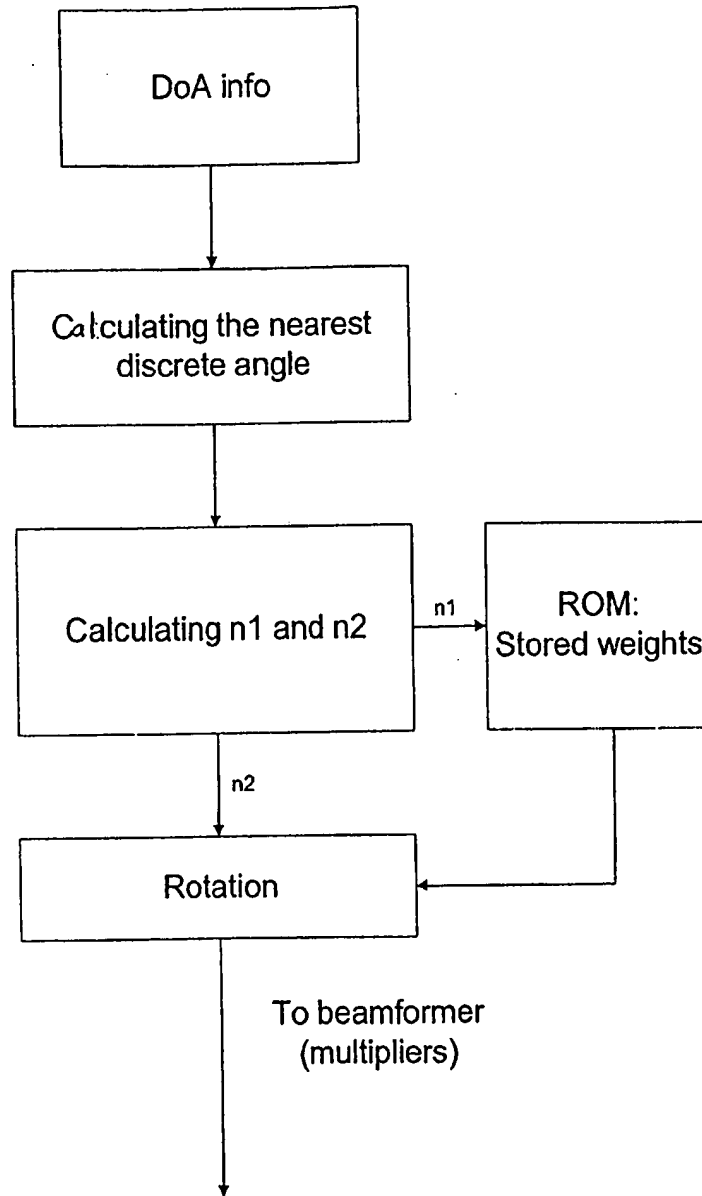 DoA info
Calculating the nearest
discrete angle
Calculating n1 and n2
n1
ROM:
Stored weights
n2
Rotation
To beamformer
(multipliers)